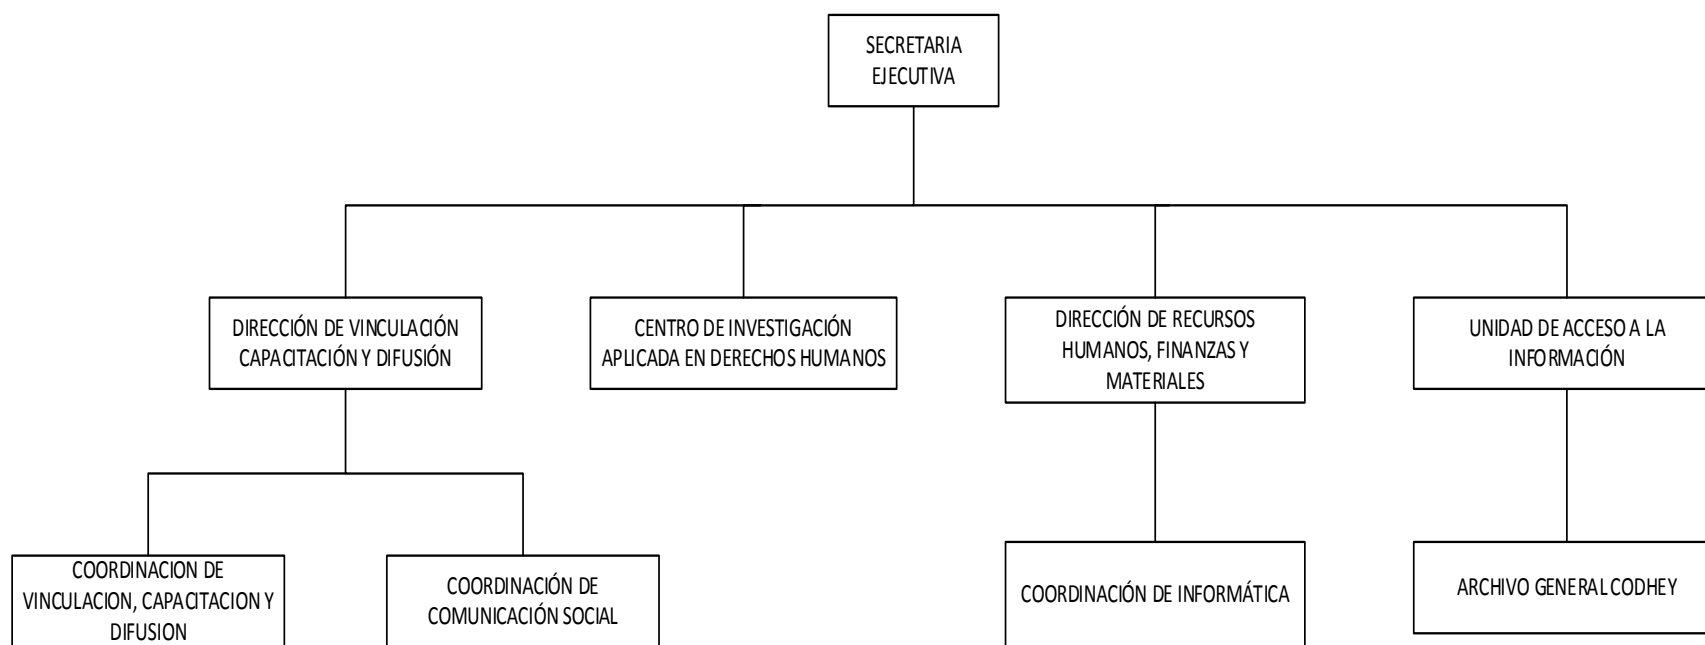 SECRETARIA
EJECUTIVA
DIRECCIÓN DE VINCULACIÓN
CAPACITACIÓN Y DIFUSIÓN
CENTRO DE INVESTIGACIÓN
APLICADA EN DERECHOS HUMANOS
DIRECCIÓN DE RECURSOS
HUMANOS, FINANZAS Y
MATERIALES
UNIDAD DE ACCESO A LA
INFORMACIÓN
COORDINACION DE
VINCULACION, CAPACITACION Y
DIFUSION
COORDINACIÓN DE
COMUNICACIÓN SOCIAL
COORDINACIÓN DE INFORMÁTICA
ARCHIVO GENERAL CODHEY